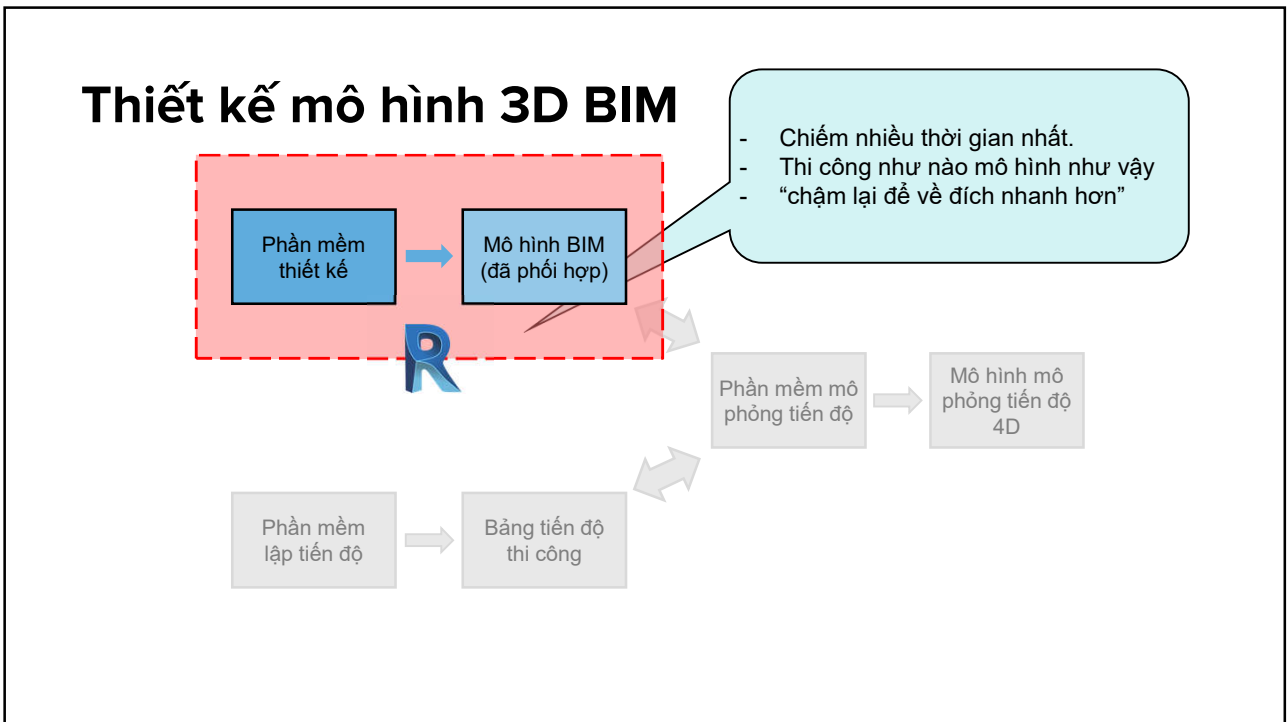 Thiết kế mô hình 3D BIM
- Chiếm nhiều thời gian nhất.
- Thi công như nào mô hình như vậy
- “chậm lại để về đích nhanh hơn”
Phần mềm
thiết kế
Mô hình BIM
(đã phối hợp)
R
Phần mềm mô
phỏng tiến độ
Mô hình mô
phỏng tiến độ
4D
Phần mềm
lập tiến độ
Bảng tiến độ
thi công